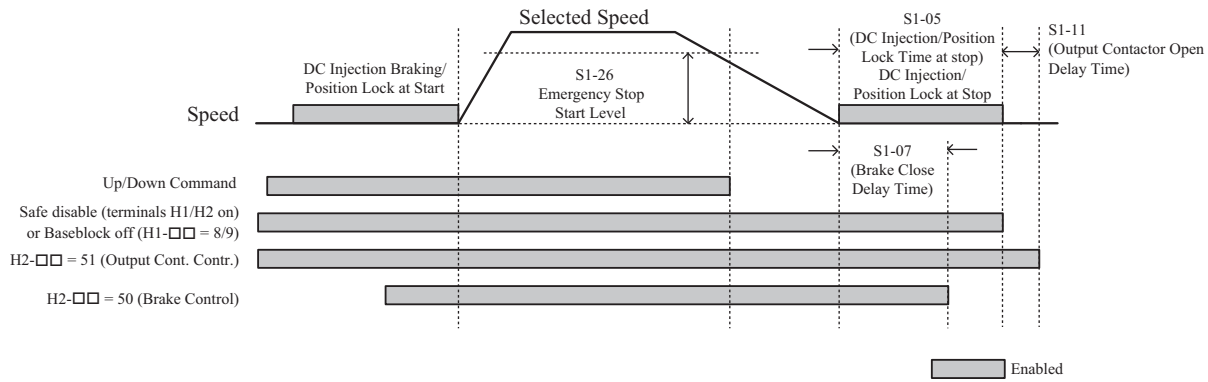 Selected Speed
S1-05
(DC Injection/Position
Lock Time at stop)
DC Injection/
Position Lock at Stop
S1-11
(Output Contactor Open
Delay Time)
DC Injection Braking/
Position Lock at Start
S1-26
Emergency Stop
Start Level
Speed
S1-07
(Brake Close
Delay Time)
Up/Down Command
Safe disable (terminals H1/H2 on)
or Baseblock off (H1-□□ = 8/9)
H2-□□ = 51 (Output Cont. Contr.)
H2-□□ = 50 (Brake Control)
Enabled